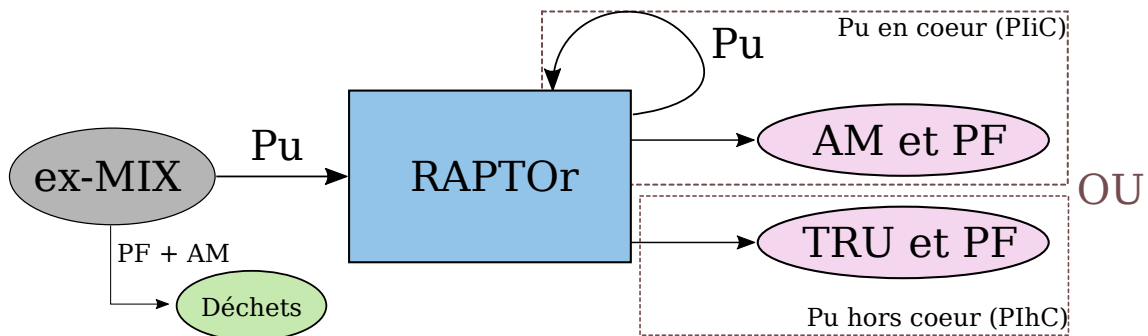 Pu en coeur (PIiC)
Pu
Pu
AM et PF
ex-MIX
RAPTOr
OU
TRU et PF
PF + AM
Déchets
Pu hors coeur (PIhC)